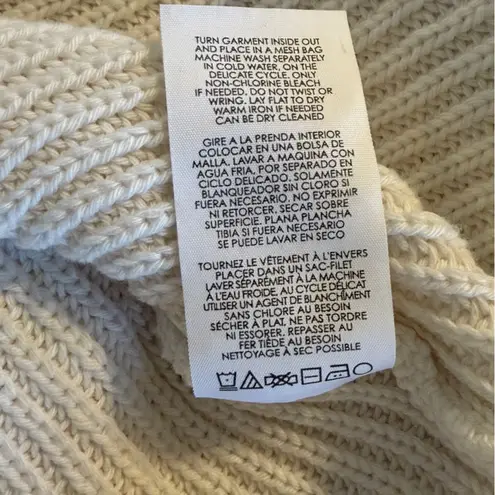 TURN GARMENT INSIDE OUT
AND PLACE IN A MESH BAG
MACHINE WASH SEPARATELY
IN COLD WATER, ON THE
DELICATE CYCLE. ONLY
NON-CHLORINE BLEACH
IF NEEDED. DO NOT TWIST OR
WRING. LAY FLAT TO DRY
WARM IRON IF NEEDED
CAN BE DRY CLEANED
GIRE A LA PRENDA INTERIOR
COLOCAR EN UNA BOLSA DE
MALLA. LAVAR A MAQUINA CON
AGUA FRIA, POR SEPARADO EN
CICLO DELICADO. SOLAMENTE
BLANQUEADOR SIN CLORO SI
FUERA NECESARIO. NO EXPRIMIR
NI RETORCER. SECAR SOBRE
SUPERFICIE. PLANA PLANCHA
TIBIA SI FUERA NECESARIO
SE PUEDE LAVAR EN SECO
TOURNEZ LE VÊTEMENT À L'ENVERS
PLACER DANS UN SAC-FILET
LAVER SÉPARÉMENT À LA MACHINE
À L'EAU FROIDE, AU CYCLE DÉLICAT
UTILISER UN AGENT DE BLANCHÎMENT
SANS CHLORE AU BESOIN
SÉCHER À PLAT, NE PAS TORDRE
NI ESSORER. REPASSER AU
FER TIÈDE AU BESOIN
NETTOYAGE À SEC POSSIBLE